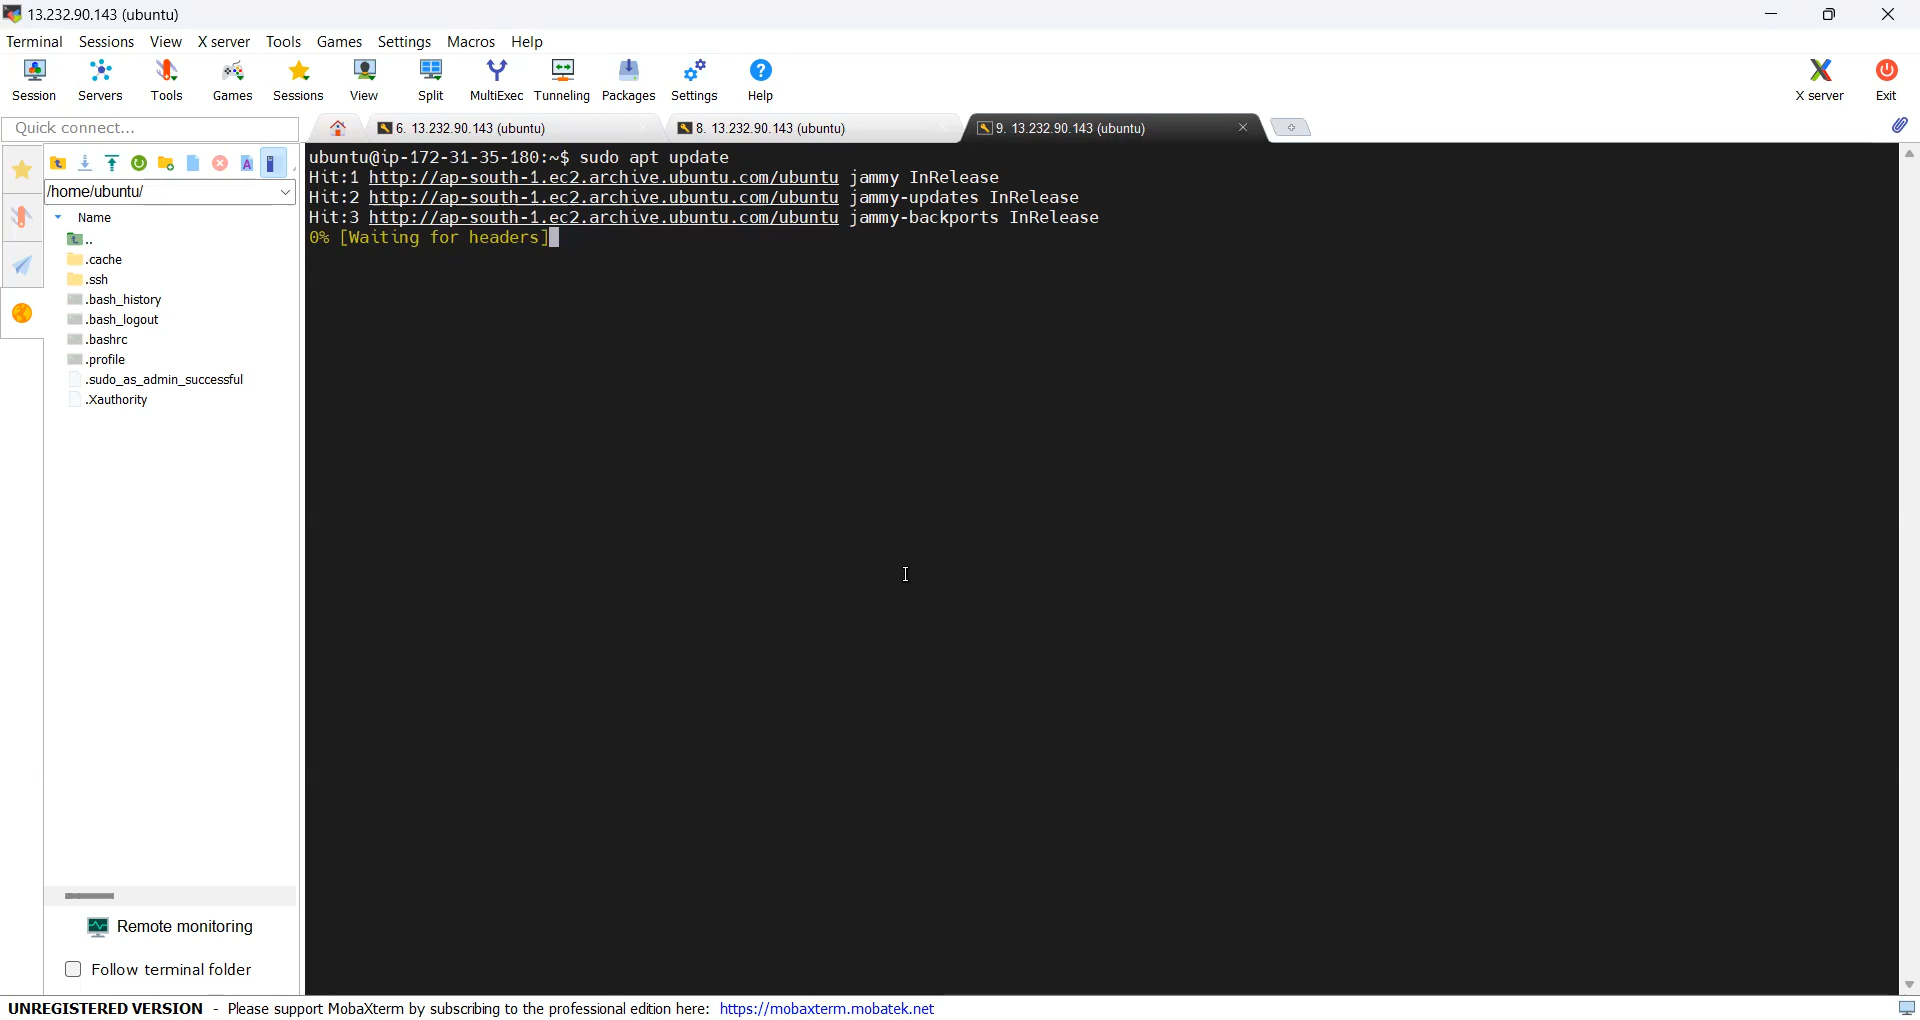 13.232.90.143 (ubuntu)
Terminal Sessions View X server Tools Games Settings Macros Help
Session Servers Tools Games Sessions View Split MultiExec Tunneling Packages Settings Help X server Exit
Quick connect...
6. 13.232.90.143 (ubuntu) 8. 13.232.90.143 (ubuntu) 9. 13.232.90.143 (ubuntu)
/home/ubuntu/
Name
..
.cache
.ssh
.bash_history
.bash_logout
.bashrc
.profile
.sudo_as_admin_successful
.Xauthority
Remote monitoring
Follow terminal folder
ubuntu@ip-172-31-35-180:~$ sudo apt update
Hit:1 http://ap-south-1.ec2.archive.ubuntu.com/ubuntu jammy InRelease
Hit:2 http://ap-south-1.ec2.archive.ubuntu.com/ubuntu jammy-updates InRelease
Hit:3 http://ap-south-1.ec2.archive.ubuntu.com/ubuntu jammy-backports InRelease
0% [Waiting for headers]
UNREGISTERED VERSION - Please support MobaXterm by subscribing to the professional edition here: https://mobaxterm.mobatek.net